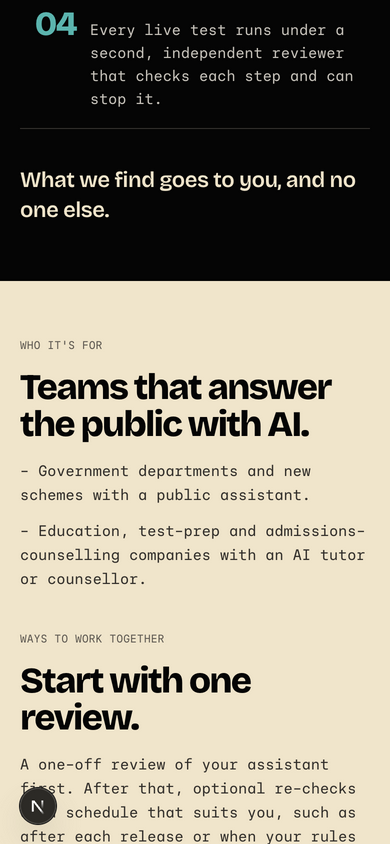 04
Every live test runs under a
second, independent reviewer
that checks each step and can
stop it.
What we find goes to you, and no
one else.
WHO IT'S FOR
Teams that answer
the public with AI.
– Government departments and new
schemes with a public assistant.
– Education, test-prep and admissions-
counselling companies with an AI tutor
or counsellor.
WAYS TO WORK TOGETHER
Start with one
review.
A one-off review of your assistant
first. After that, optional re-checks
schedule that suits you, such as
after each release or when your rules
N